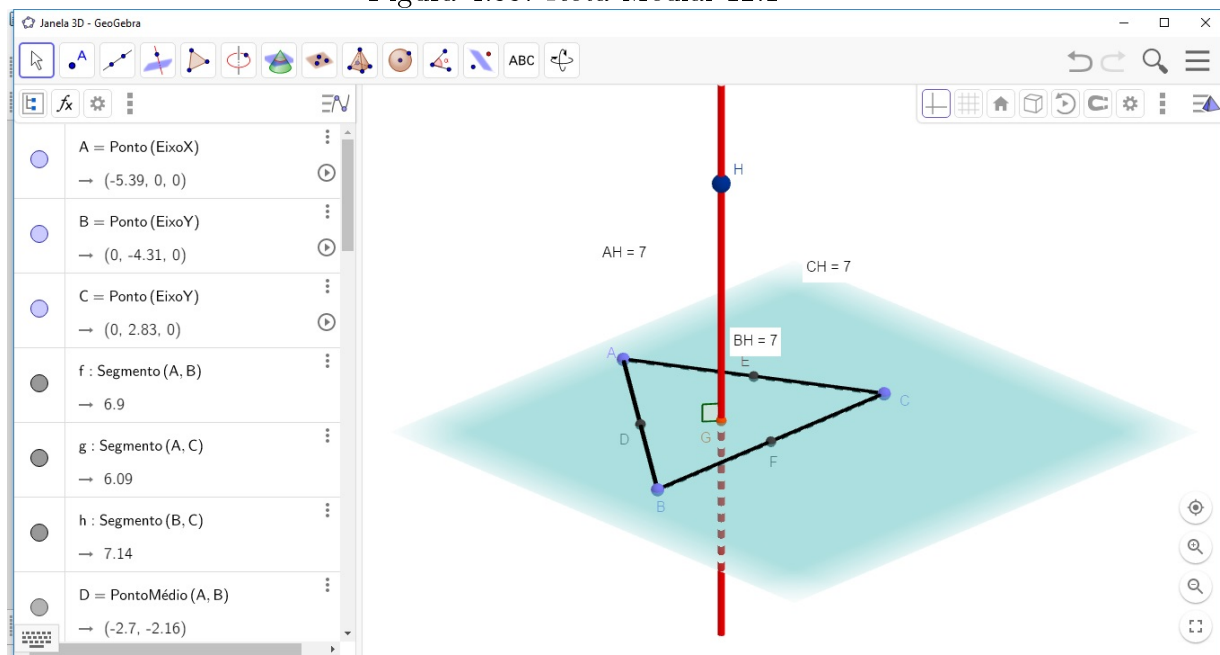 Janela 3D - GeoGebra
ABC
A = Ponto (EixoX)
→ (-5.39, 0, 0)
B = Ponto (EixoY)
→ (0, -4.31, 0)
C = Ponto (EixoY)
→ (0, 2.83, 0)
f : Segmento (A, B)
→ 6.9
g : Segmento (A, C)
→ 6.09
h : Segmento (B, C)
→ 7.14
D = PontoMédio (A, B)
→ (-2.7, -2.16)
H
AH = 7
CH = 7
BH = 7
A
E
C
D
G
F
B